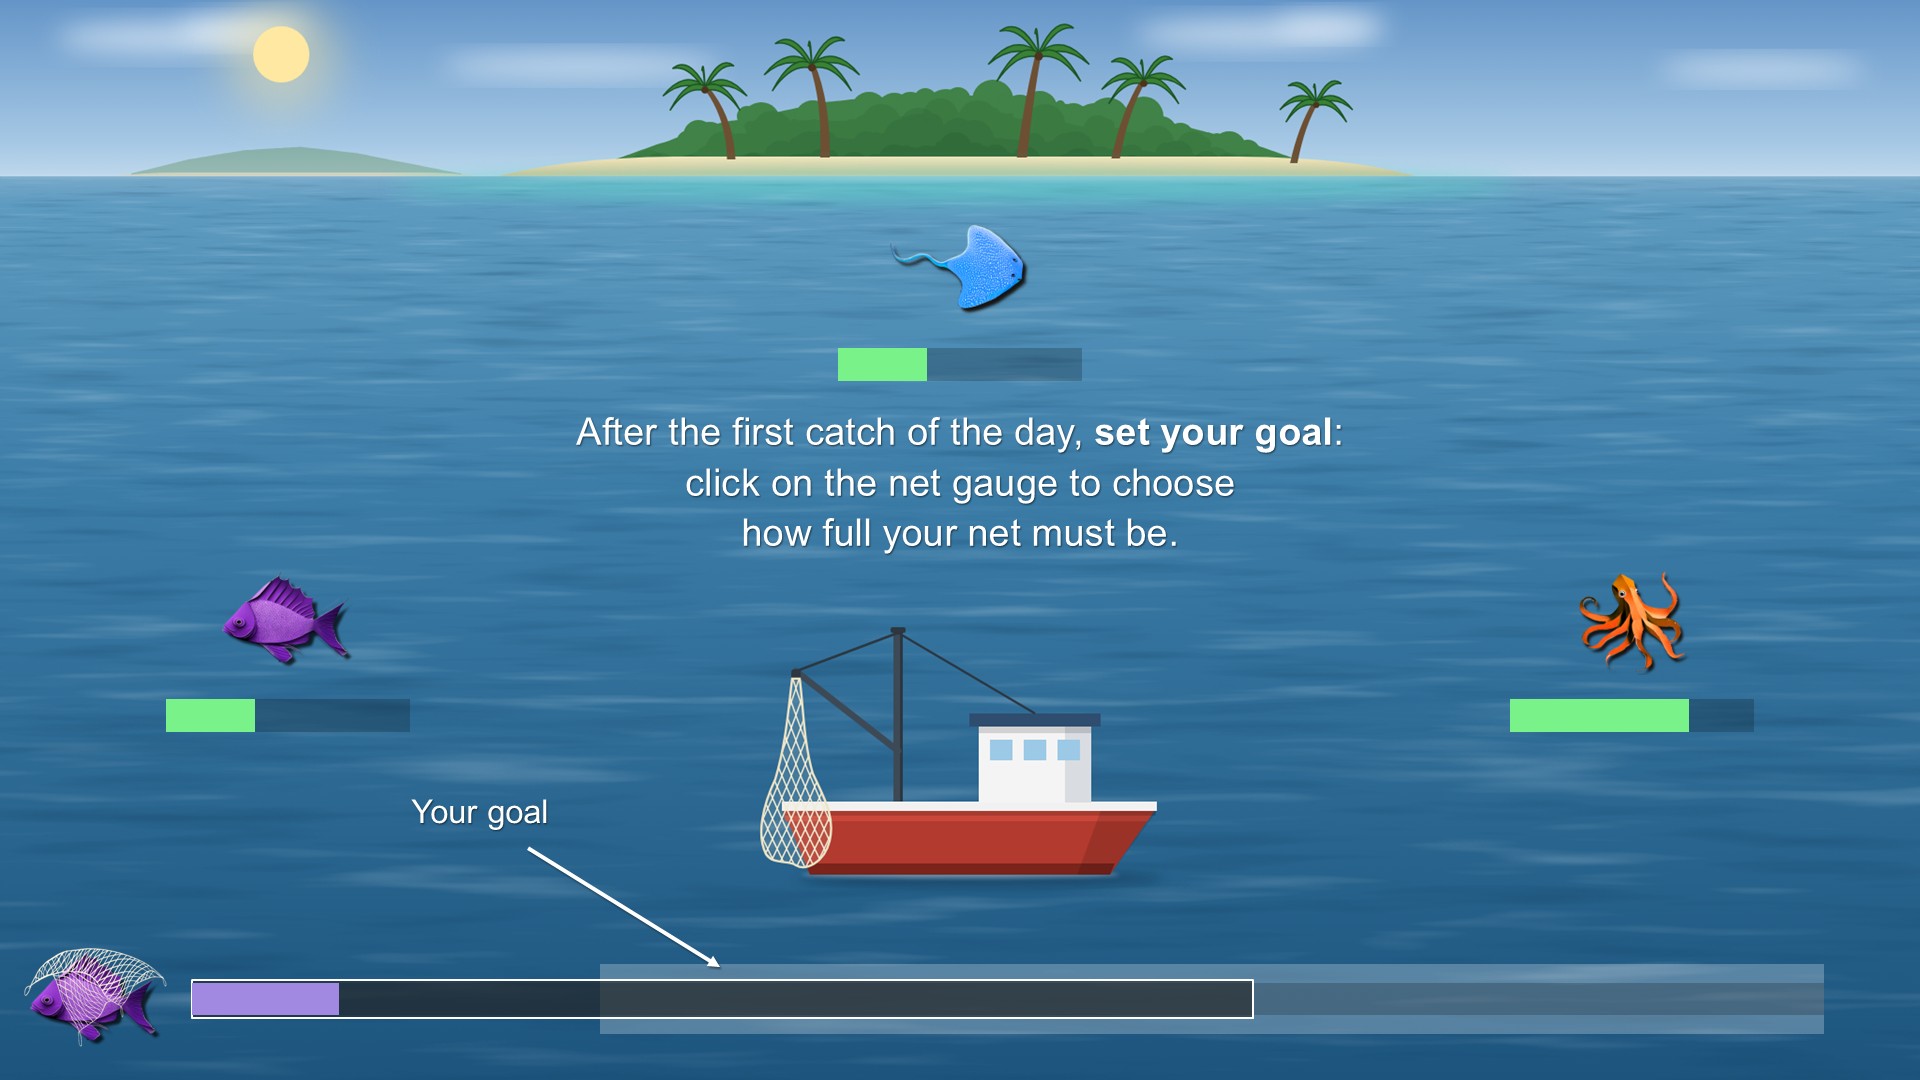 After the first catch of the day, set your goal:
click on the net gauge to choose
how full your net must be.
Your goal